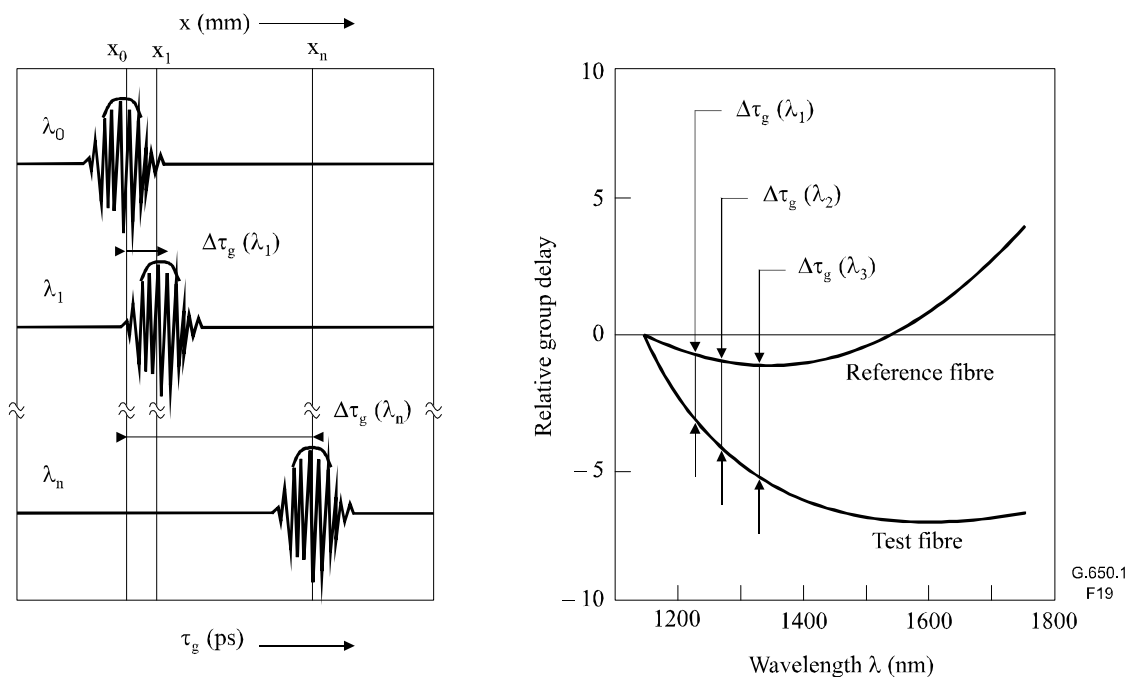 x (mm)
x₀ x₁ xₙ
λ₀
Δτg (λ₁)
λ₁
Δτg (λₙ)
λₙ
τg (ps)
10
5
0
–5
–10
Relative group delay
Δτg (λ₁)
Δτg (λ₂)
Δτg (λ₃)
Reference fibre
Test fibre
1200 1400 1600 1800
Wavelength λ (nm)
G.650.1
F19